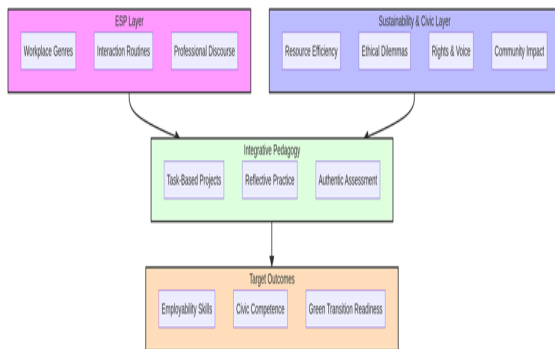 ESP Layer
Workplace Genres
Interaction Routines
Professional Discourse
Sustainability & Civic Layer
Resource Efficiency
Ethical Dilemmas
Rights & Voice
Community Impact
Integrative Pedagogy
Task-Based Projects
Reflective Practice
Authentic Assessment
Target Outcomes
Employability Skills
Civic Competence
Green Transition Readiness